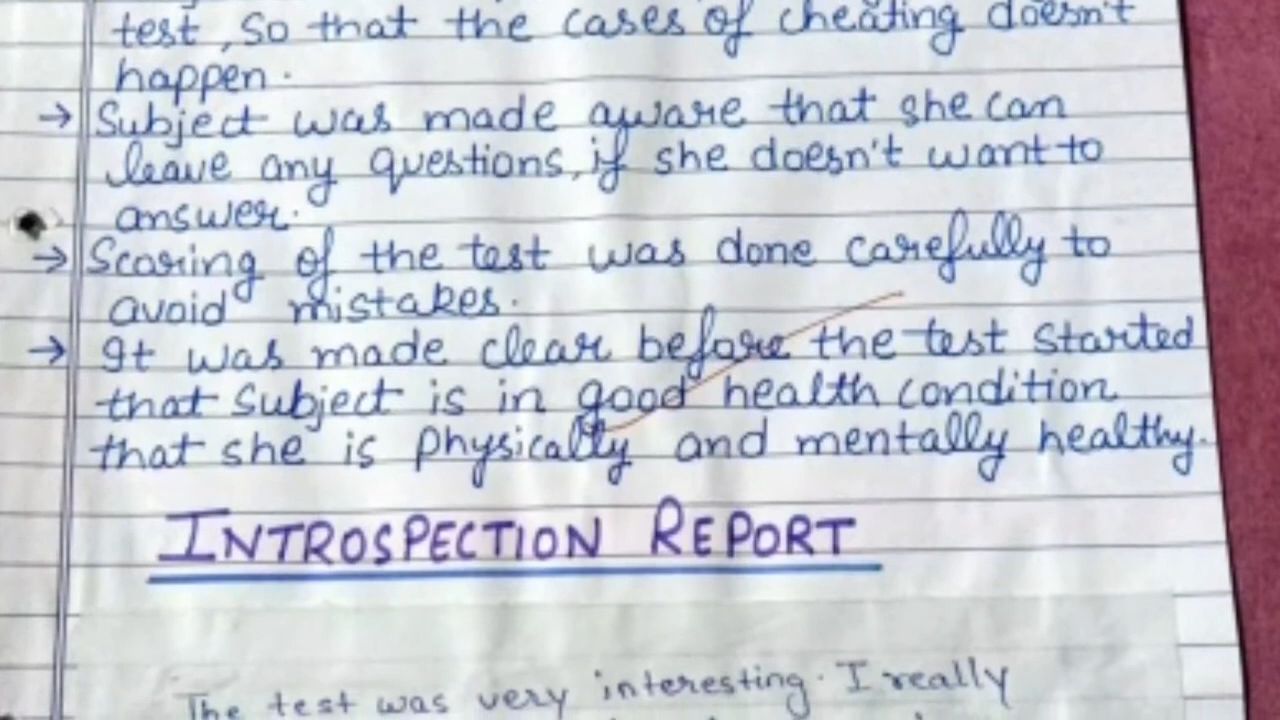 test, So that the cases of cheating doesn't
happen.
→ Subject was made aware that she can
leave any questions, if she doesn't want to
answer.
→ Scoring of the test was done carefully to
avoid mistakes.
→ It was made clear before the test started
that Subject is in good health condition
that she is Physically and mentally healthy.
INTROSPECTION REPORT
The test was very interesting. I really